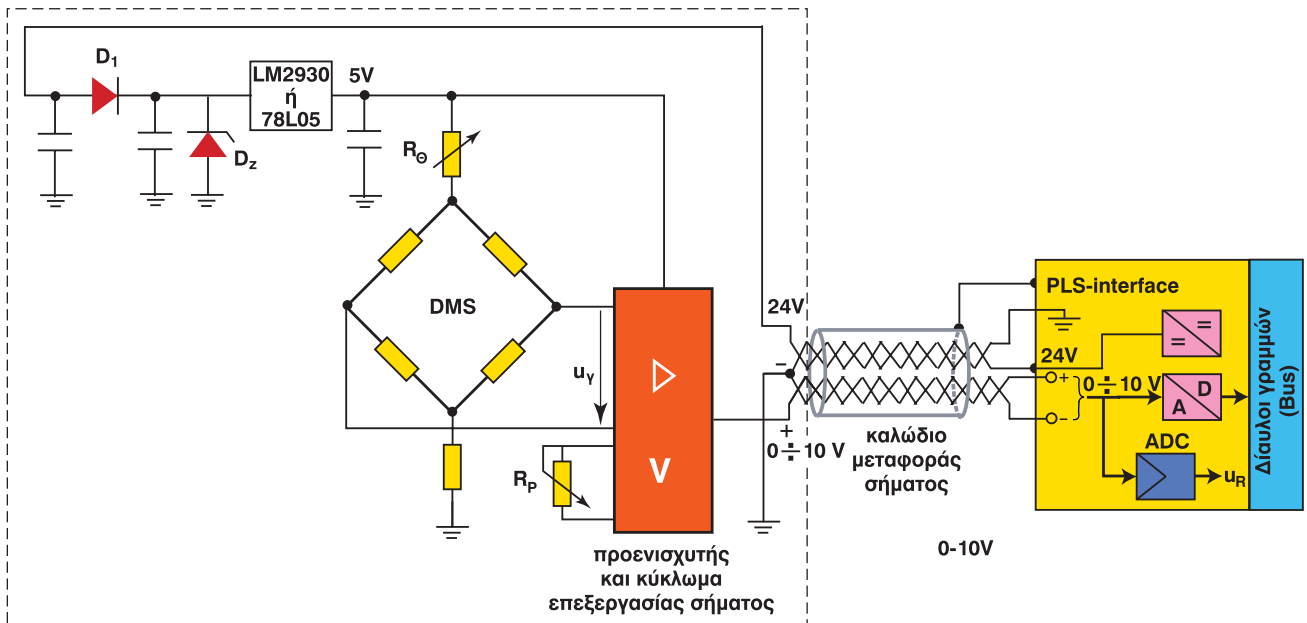 D1
LM2930
ή
78L05
5V
Dz
RΘ
DMS
uγ
RP
V
προενισχυτής
και κύκλωμα
επεξεργασίας σήματος
24V
−
+
0÷10 V
καλώδιο
μεταφοράς
σήματος
0-10V
PLS-interface
=
=
24V
+
−
0÷10 V
A
D
ADC
uR
Δίαυλοι γραμμών
(Bus)